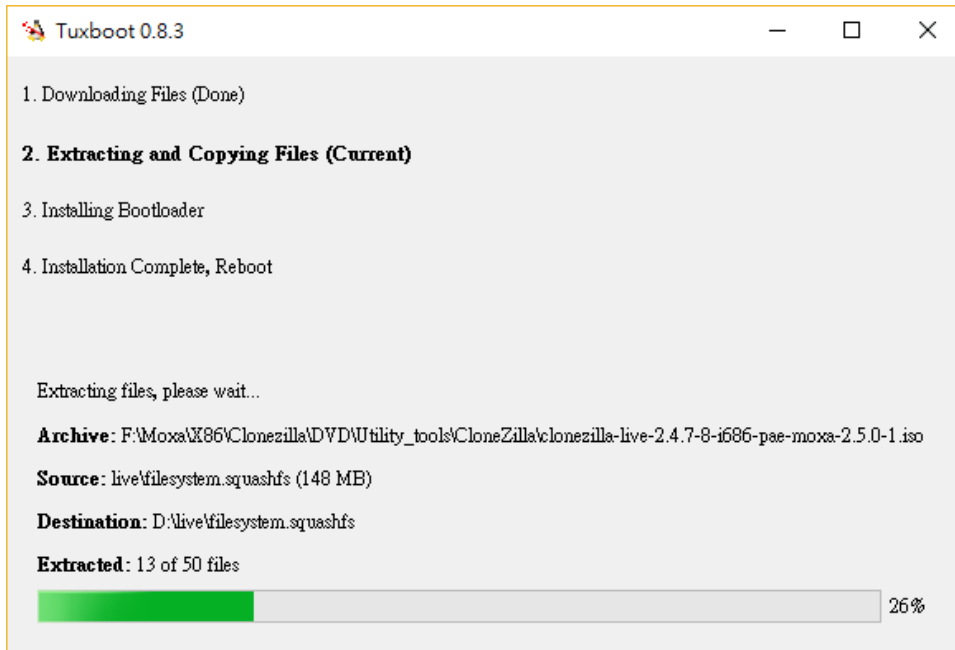 Tuxboot 0.8.3
1. Downloading Files (Done)
2. Extracting and Copying Files (Current)
3. Installing Bootloader
4. Installation Complete, Reboot
Extracting files, please wait...
Archive: F:\Moxa\X86\Clonezilla\DVD\Utility_tools\CloneZilla\clonezilla-live-2.4.7-8-i686-pae-moxa-2.5.0-1.iso
Source: live\filesystem.squashfs (148 MB)
Destination: D:\live\filesystem.squashfs
Extracted: 13 of 50 files
26%